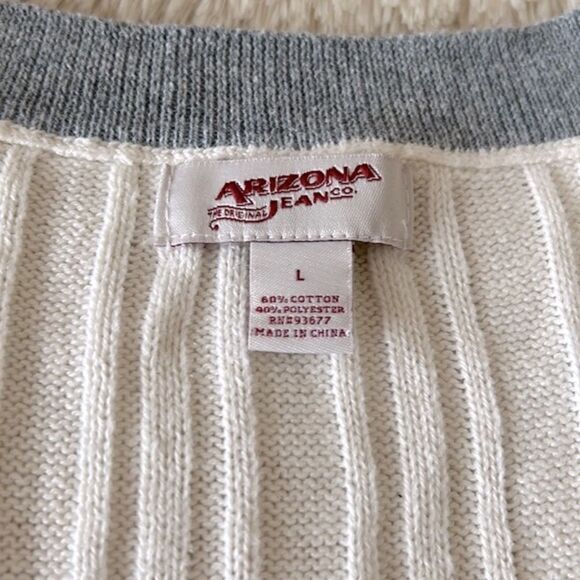 ARIZONA
THE ORIGINAL JEAN CO.
L
60% COTTON
40% POLYESTER
RN#93677
MADE IN CHINA